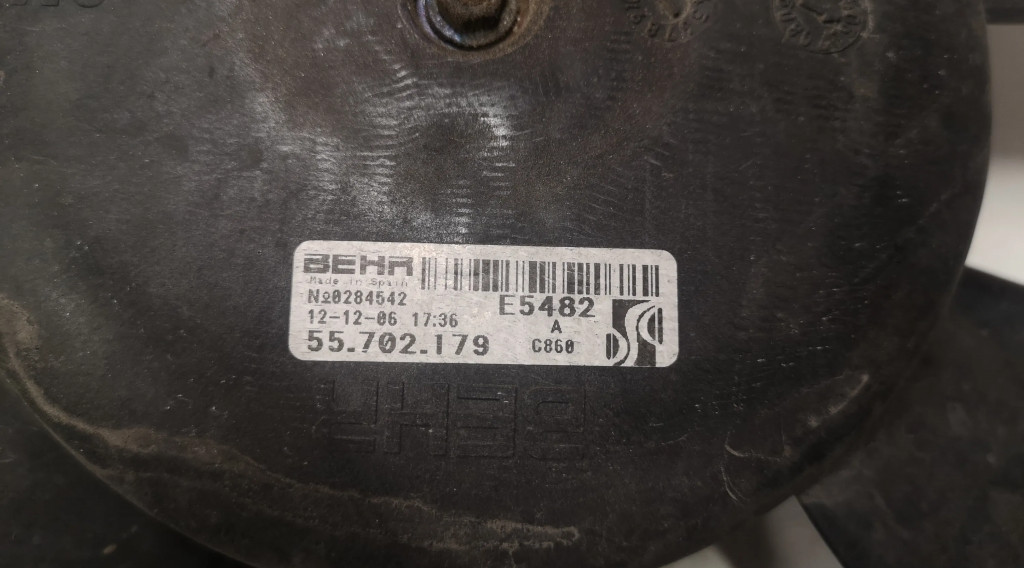 BEHR
Made in Spain
№0284542
E5482
12-12-06 17:36
A
55.702.179
C860
BEHR